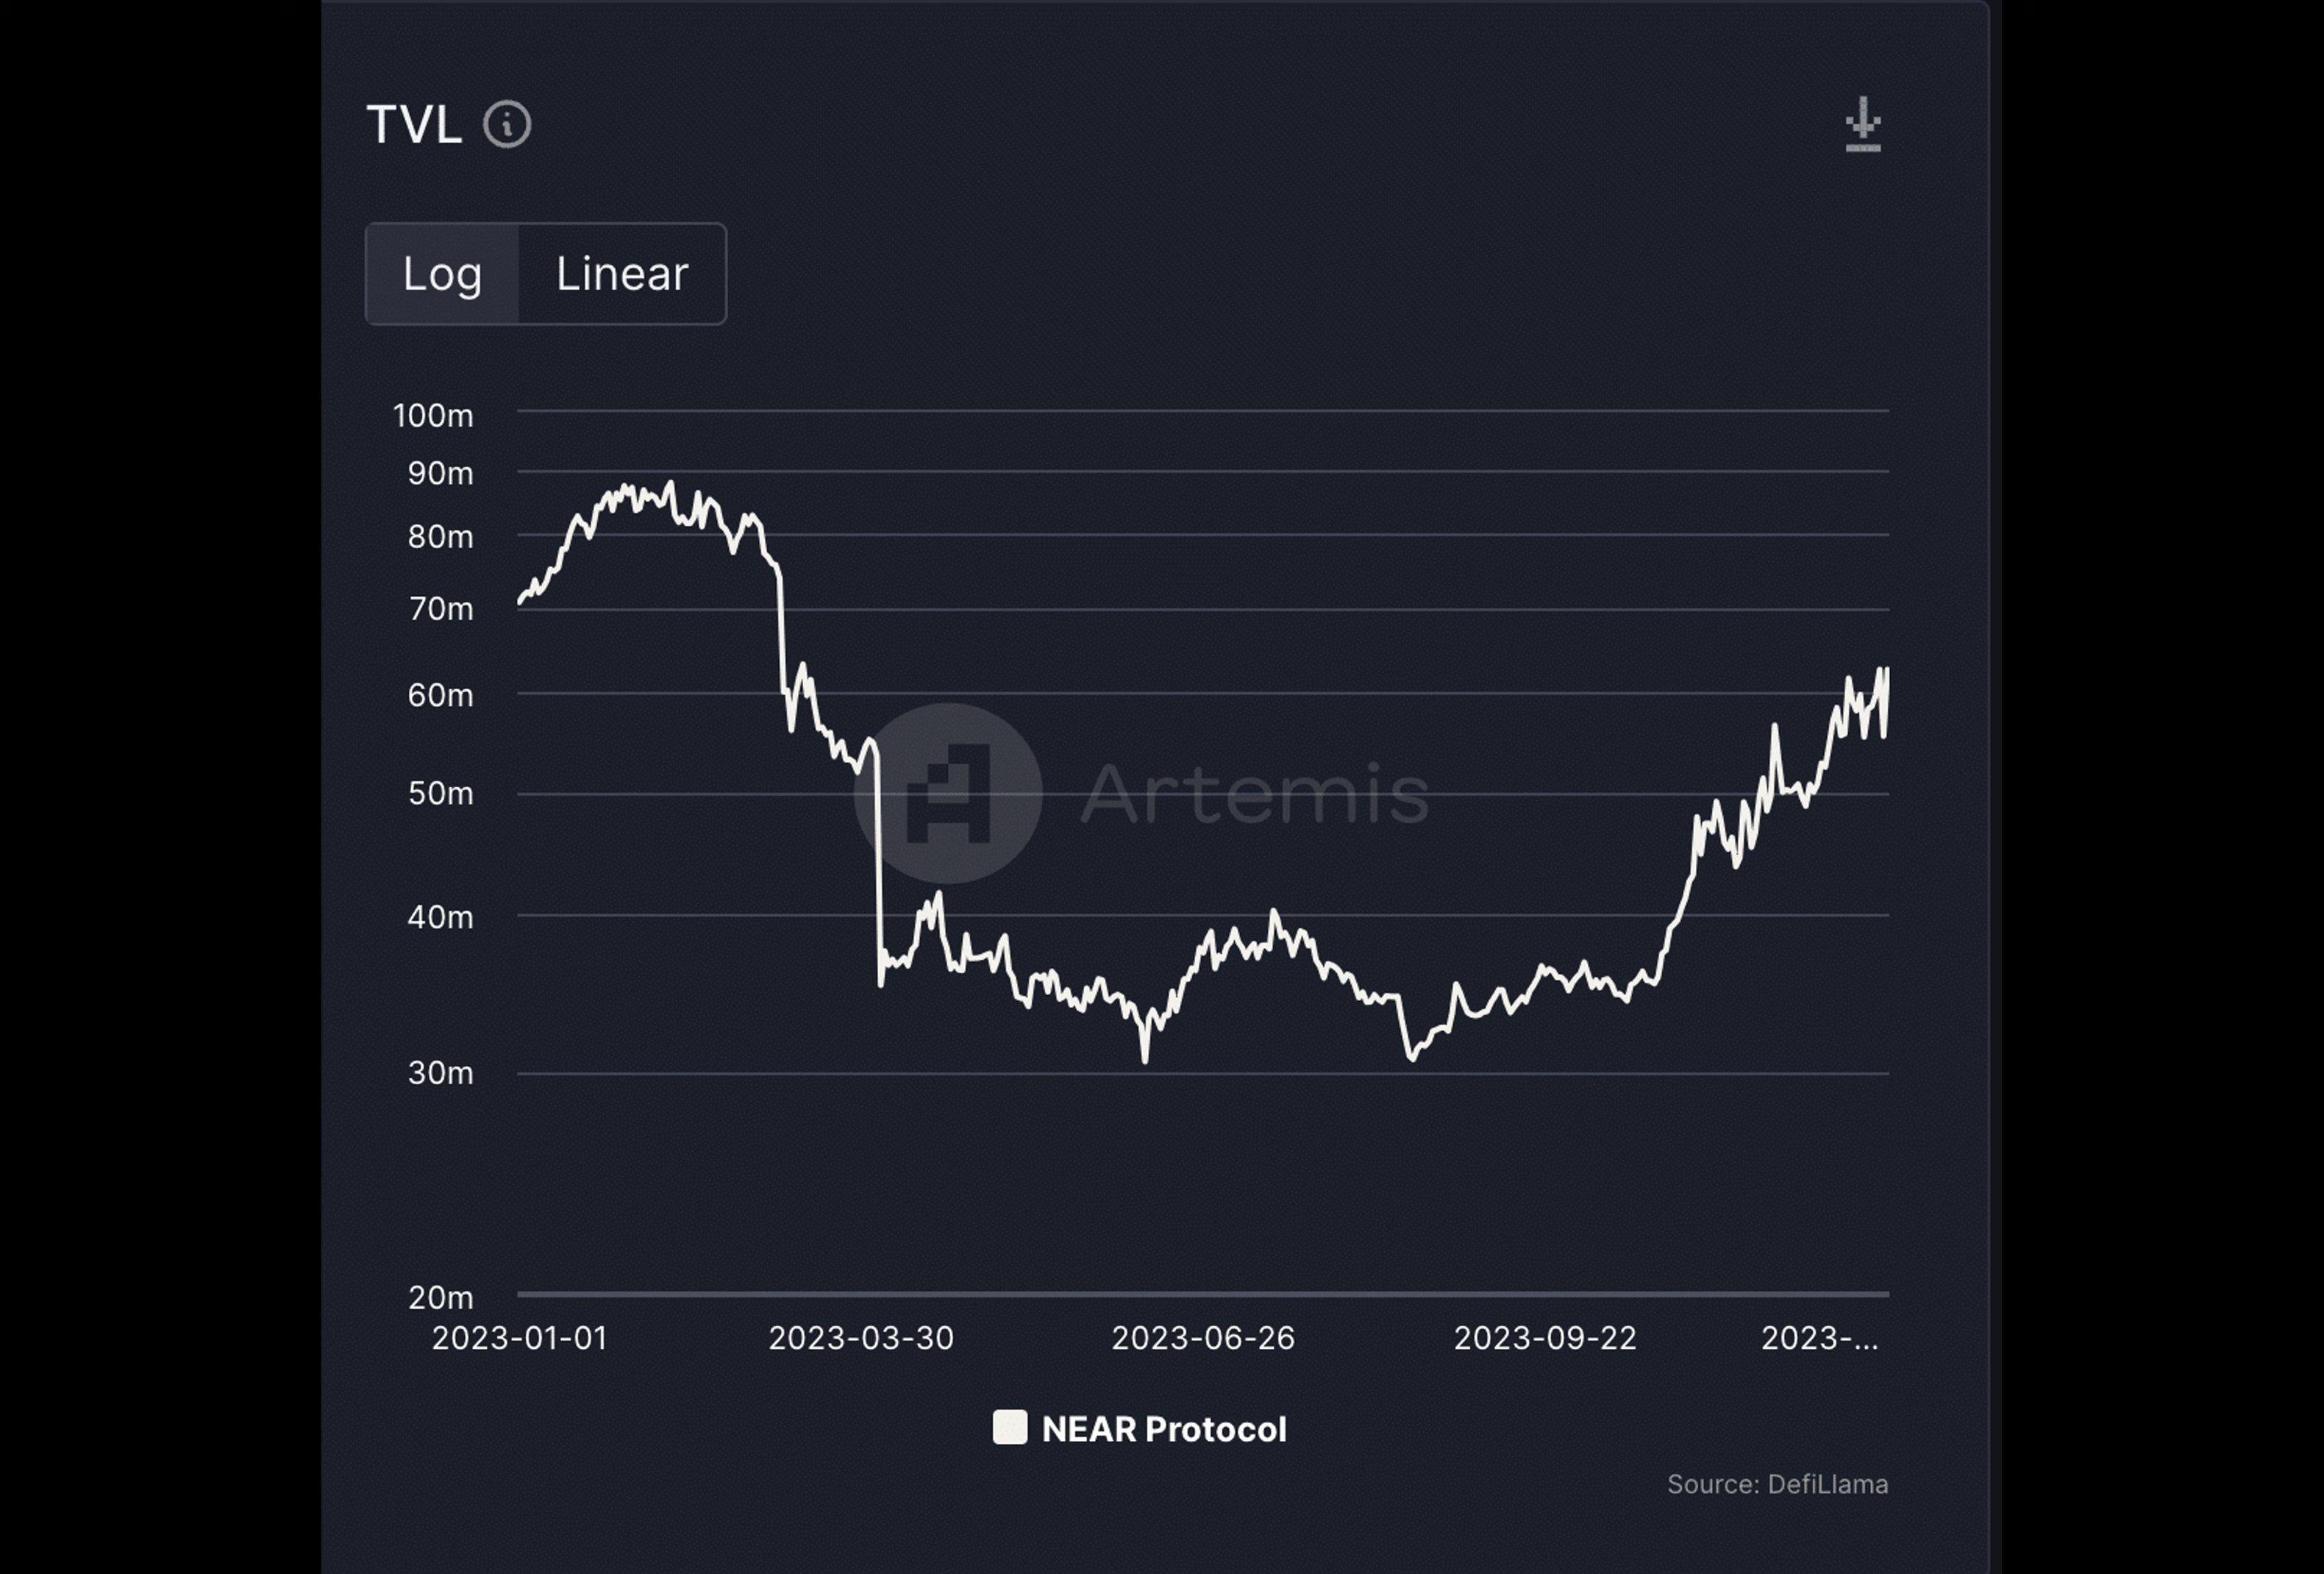 TVL
Log Linear
100m
90m
80m
70m
60m
50m
40m
30m
20m
Artemis
2023-01-01 2023-03-30 2023-06-26 2023-09-22 2023-...
NEAR Protocol
Source: DefiLlama